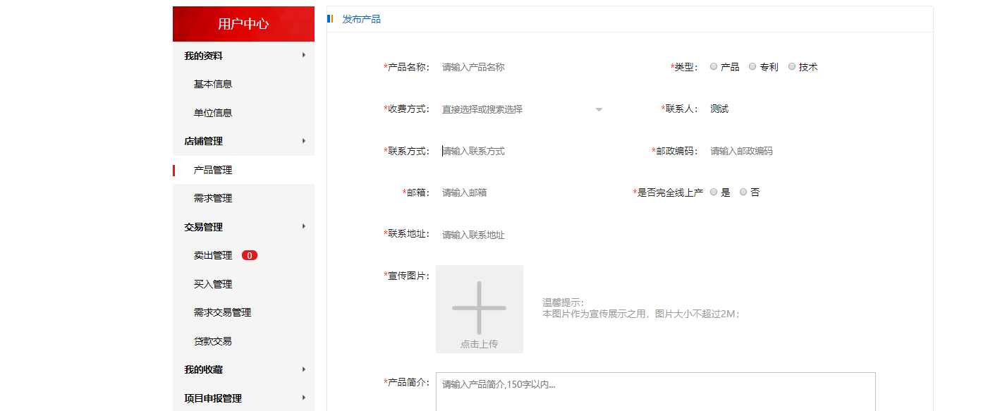 用户中心
我的资料
基本信息
单位信息
店铺管理
产品管理
需求管理
交易管理
卖出管理 0
买入管理
需求交易管理
贷款交易
我的收藏
项目申报管理
发布产品
*产品名称： 请输入产品名称 *类型： 产品 专利 技术
*收费方式： 直接选择或搜索选择 *联系人： 测试
*联系方式： 请输入联系方式 *邮政编码： 请输入邮政编码
*邮箱： 请输入邮箱 *是否完全线上产 是 否
*联系地址： 请输入联系地址
*宣传图片：
点击上传
温馨提示：
本图片作为宣传展示之用，图片大小不超过2M；
*产品简介： 请输入产品简介,150字以内...